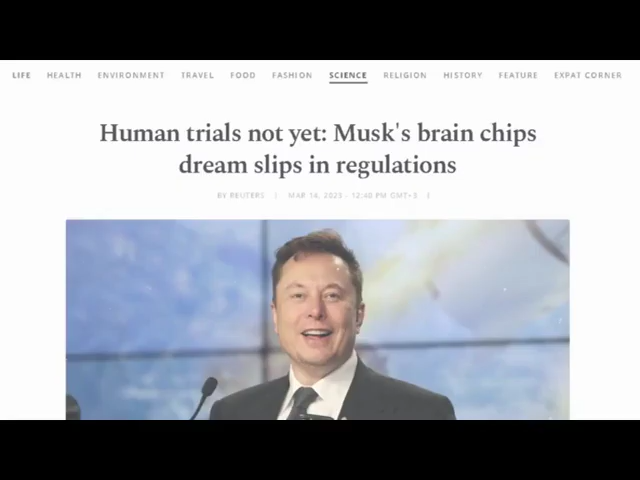 LIFE HEALTH ENVIRONMENT TRAVEL FOOD FASHION SCIENCE RELIGION HISTORY FEATURE EXPAT CORNER
Human trials not yet: Musk's brain chips
dream slips in regulations
BY REUTERS | MAR 14, 2023 - 12:40 PM GMT+3 |